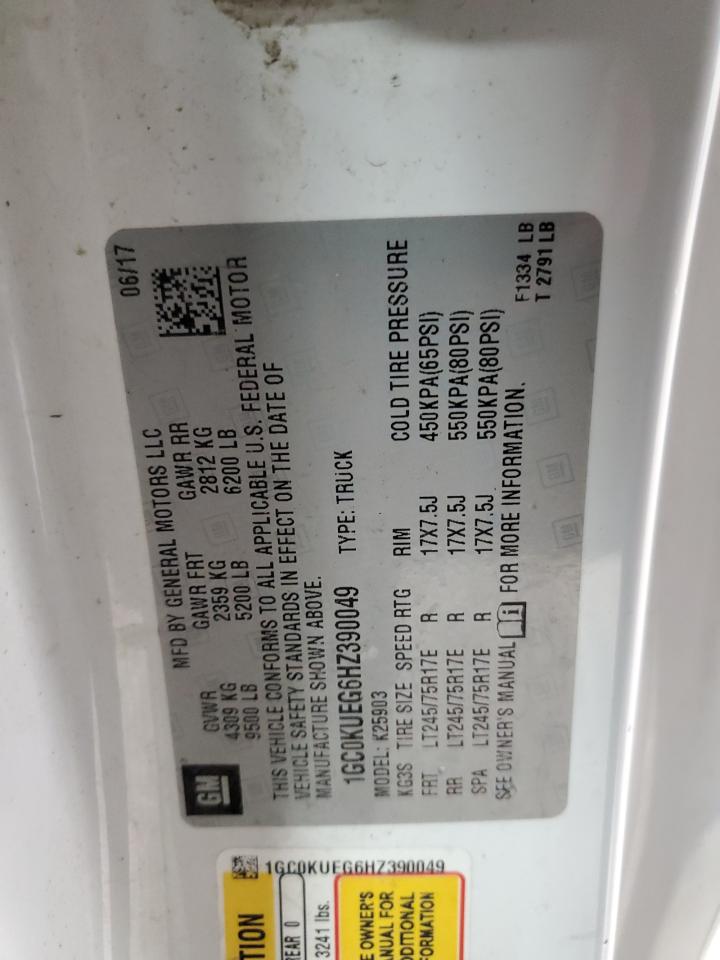 GM
MFD BY GENERAL MOTORS LLC 06/17
GVWR GAWR FRT GAWR RR
4309 KG 2359 KG 2812 KG
9500 LB 5200 LB 6200 LB
THIS VEHICLE CONFORMS TO ALL APPLICABLE U.S. FEDERAL MOTOR
VEHICLE SAFETY STANDARDS IN EFFECT ON THE DATE OF
MANUFACTURE SHOWN ABOVE.
1GC0KUEG6HZ390049 TYPE: TRUCK
MODEL: K25903
KG3S TIRE SIZE SPEED RTG RIM COLD TIRE PRESSURE
FRT LT245/75R17E R 17X7.5J 450KPA(65PSI)
RR LT245/75R17E R 17X7.5J 550KPA(80PSI)
SPA LT245/75R17E R 17X7.5J 550KPA(80PSI)
SEE OWNER'S MANUAL i FOR MORE INFORMATION.
F1334 LB
T 2791 LB
1GC0KUEG6HZ390049
TION
REAR 0
3241 lbs.
E OWNER'S
ANUAL FOR
DDITIONAL
FORMATION